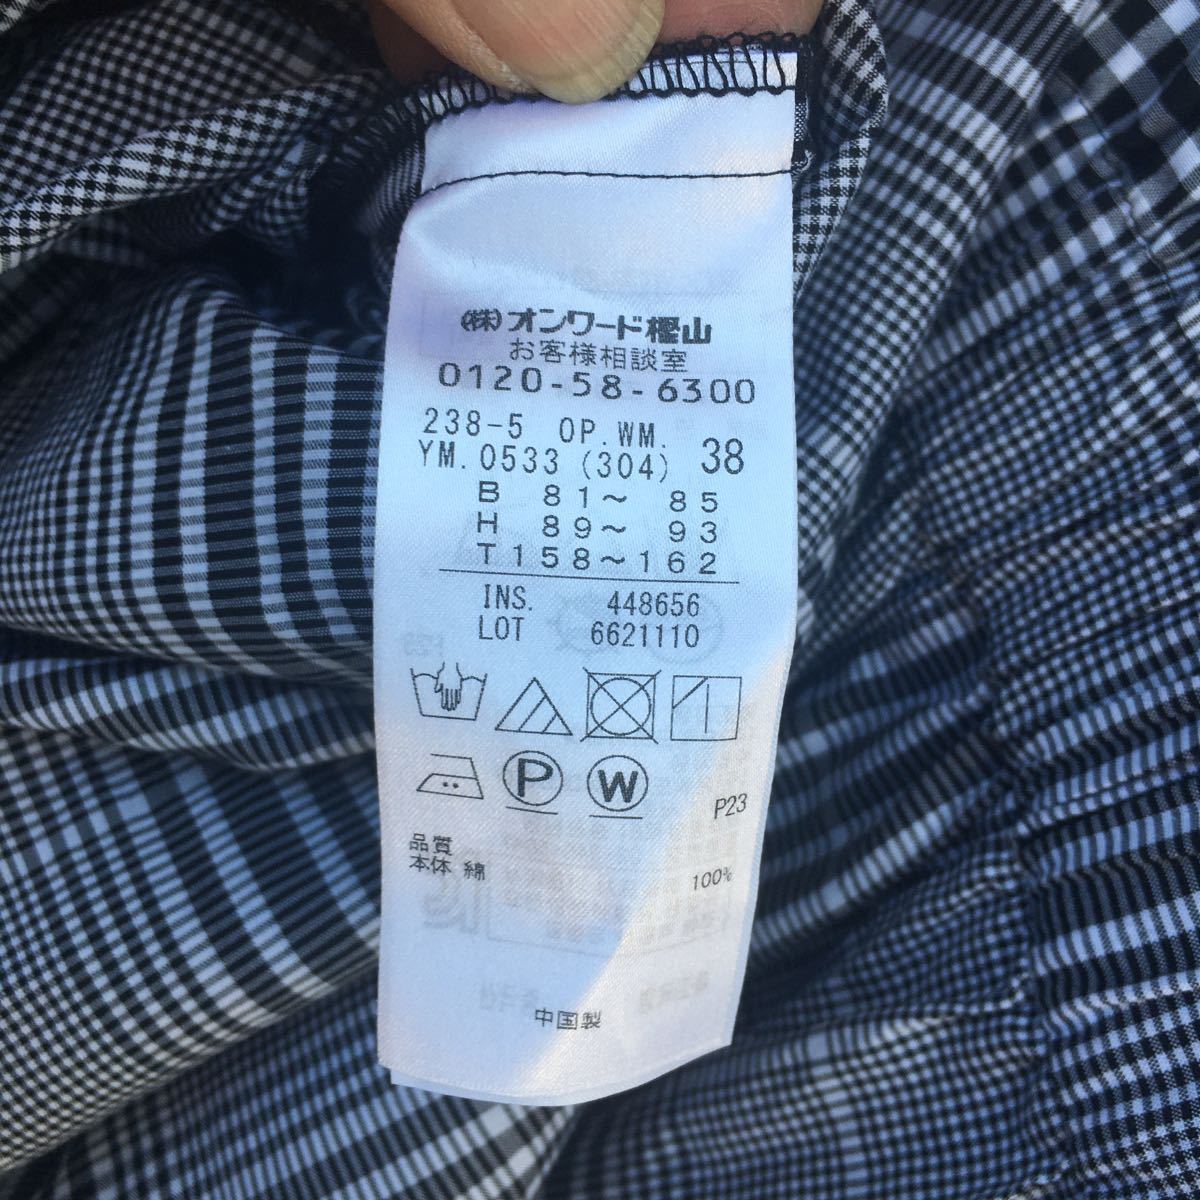 (株)オンワード樫山
お客様相談室
0120-58-6300
238-5 OP.WM.
YM.0533 (304) 38
B 81～ 85
H 89～ 93
T158～162
INS. 448656
LOT 6621110
P
W
P23
品質
本体 綿 100%
中国製